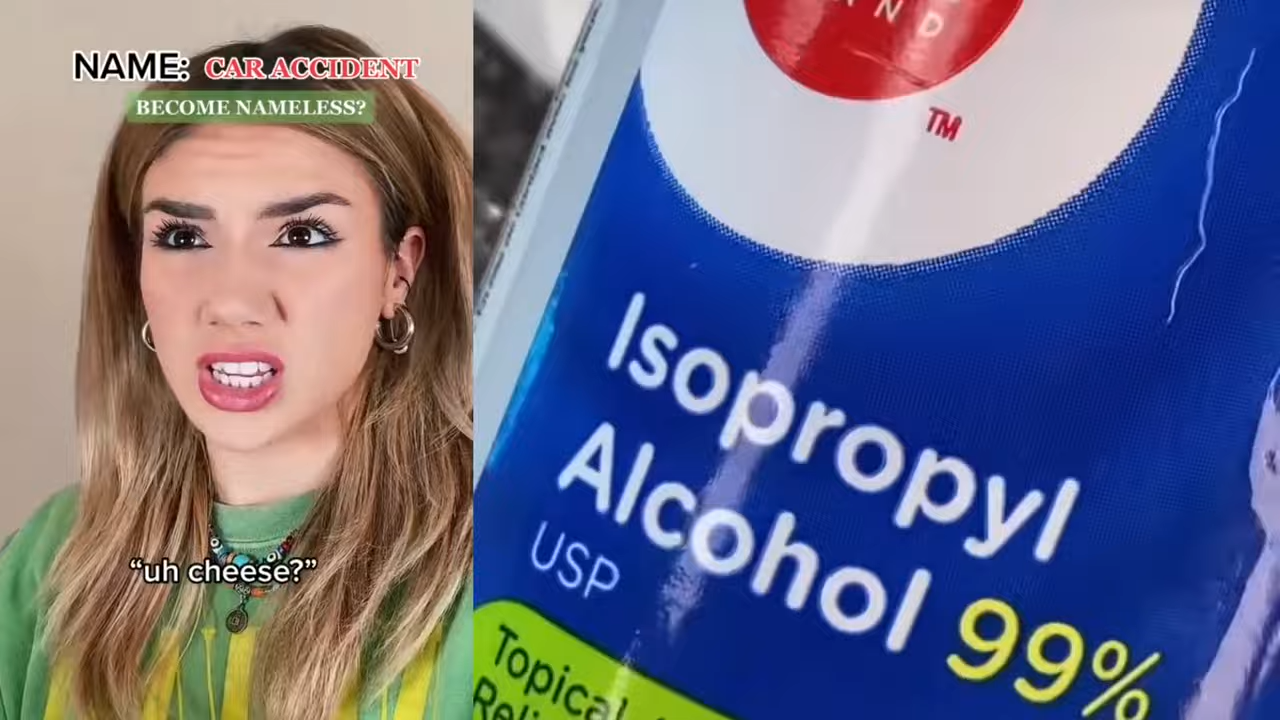 NAME: CAR ACCIDENT
BECOME NAMELESS?
“uh cheese?”
TM
Isopropyl
Alcohol 99%
USP
Topical